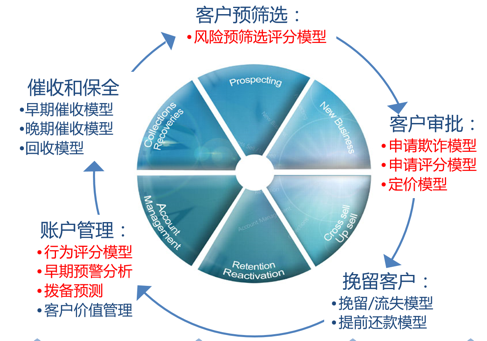 客户预筛选：
•风险预筛选评分模型
客户审批：
•申请欺诈模型
•申请评分模型
•定价模型
挽留客户：
•挽留/流失模型
•提前还款模型
账户管理：
•行为评分模型
•早期预警分析
•拨备预测
•客户价值管理
催收和保全
•早期催收模型
•晚期催收模型
•回收模型
Prospecting
New Business
Cross sell
Up sell
Retention
Reactivation
Account
Management
Collections
Recoveries